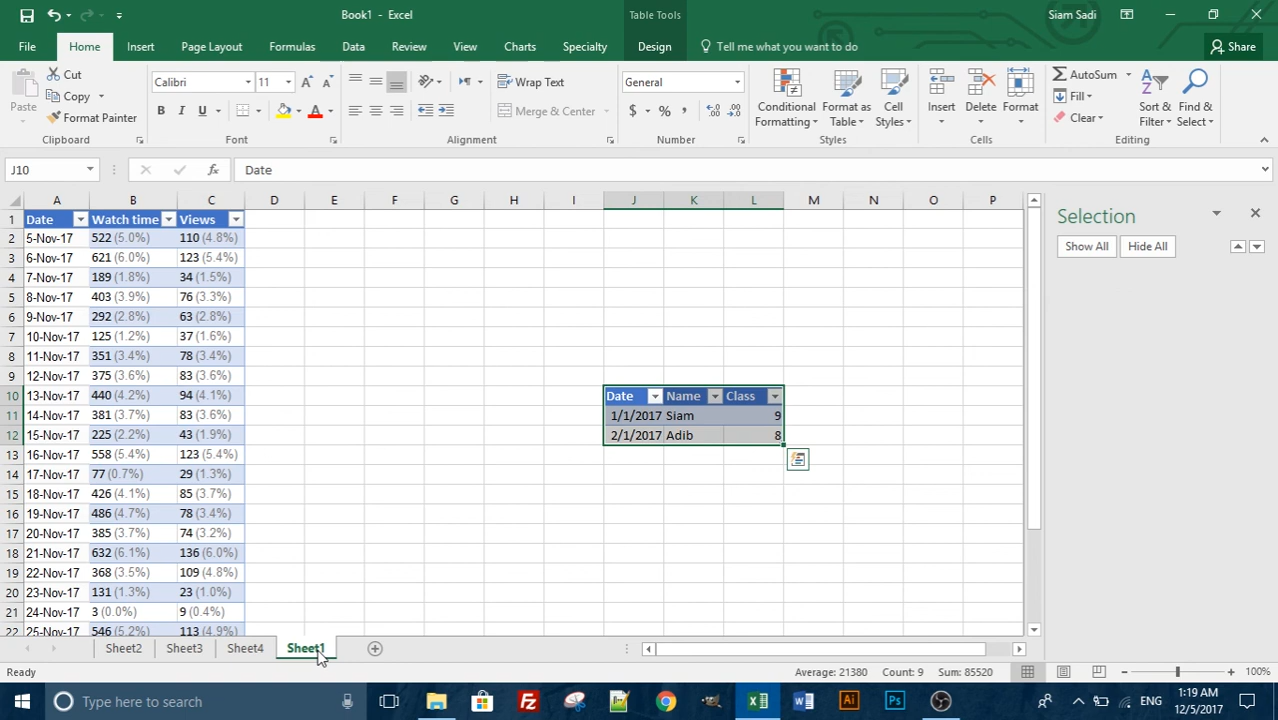 Book1 - Excel
Table Tools
Siam Sadi
File Home Insert Page Layout Formulas Data Review View Charts Specialty Design Tell me what you want to do Share
Paste Cut Copy Format Painter
Calibri 11
B I U A
Wrap Text
Merge & Center
General
$ % ,
Conditional Formatting
Format as Table
Cell Styles
Insert Delete Format
AutoSum
Fill
Clear
Sort & Filter
Find & Select
Clipboard Font Alignment Number Styles Cells Editing
J10 fx Date
A B C D E F G H I J K L M N O P
1 Date Watch time Views
2 5-Nov-17 522 (5.0%) 110 (4.8%)
3 6-Nov-17 621 (6.0%) 123 (5.4%)
4 7-Nov-17 189 (1.8%) 34 (1.5%)
5 8-Nov-17 403 (3.9%) 76 (3.3%)
6 9-Nov-17 292 (2.8%) 63 (2.8%)
7 10-Nov-17 125 (1.2%) 37 (1.6%)
8 11-Nov-17 351 (3.4%) 78 (3.4%)
9 12-Nov-17 375 (3.6%) 83 (3.6%)
10 13-Nov-17 440 (4.2%) 94 (4.1%) Date Name Class
11 14-Nov-17 381 (3.7%) 83 (3.6%) 1/1/2017 Siam 9
12 15-Nov-17 225 (2.2%) 43 (1.9%) 2/1/2017 Adib 8
13 16-Nov-17 558 (5.4%) 123 (5.4%)
14 17-Nov-17 77 (0.7%) 29 (1.3%)
15 18-Nov-17 426 (4.1%) 85 (3.7%)
16 19-Nov-17 486 (4.7%) 78 (3.4%)
17 20-Nov-17 385 (3.7%) 74 (3.2%)
18 21-Nov-17 632 (6.1%) 136 (6.0%)
19 22-Nov-17 368 (3.5%) 109 (4.8%)
20 23-Nov-17 131 (1.3%) 23 (1.0%)
21 24-Nov-17 3 (0.0%) 9 (0.4%)
22 25-Nov-17 546 (5.2%) 113 (4.9%)
Selection
Show All Hide All
Sheet2 Sheet3 Sheet4 Sheet1
Ready Average: 21380 Count: 9 Sum: 85520 100%
Type here to search
ENG
1:19 AM
12/5/2017